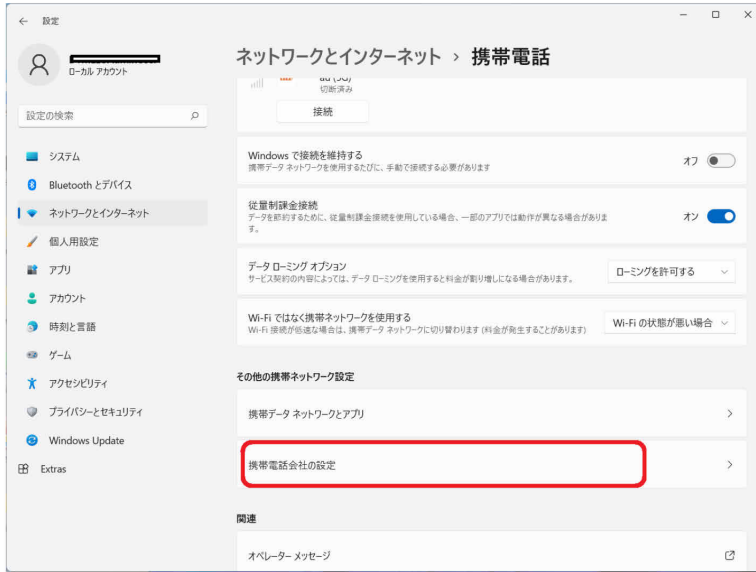 設定
ローカル アカウント
設定の検索
システム
Bluetooth とデバイス
ネットワークとインターネット
個人用設定
アプリ
アカウント
時刻と言語
ゲーム
アクセシビリティ
プライバシーとセキュリティ
Windows Update
Extras
ネットワークとインターネット › 携帯電話
au (5G)
切断済み
接続
Windows で接続を維持する
携帯データ ネットワークを使用するたびに、手動で接続する必要があります
オフ
従量制課金接続
データを節約するために、従量制課金接続を使用している場合、一部のアプリでは動作が異なる場合がありま
す。
オン
データ ローミング オプション
サービス契約の内容によっては、データ ローミングを使用すると料金が割り増しになる場合があります。
ローミングを許可する
Wi-Fi ではなく携帯ネットワークを使用する
Wi-Fi 接続が低速な場合は、携帯データ ネットワークに切り替わります (料金が発生することがあります)
Wi-Fi の状態が悪い場合
その他の携帯ネットワーク設定
携帯データ ネットワークとアプリ
携帯電話会社の設定
関連
オペレーター メッセージ